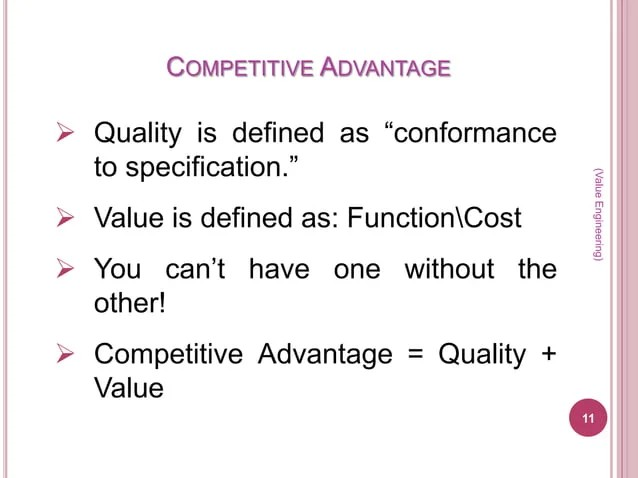 COMPETITIVE ADVANTAGE
➢ Quality is defined as “conformance
to specification.”
➢ Value is defined as: Function\Cost
➢ You can’t have one without the
other!
➢ Competitive Advantage = Quality +
Value
(Value Engineering)
11